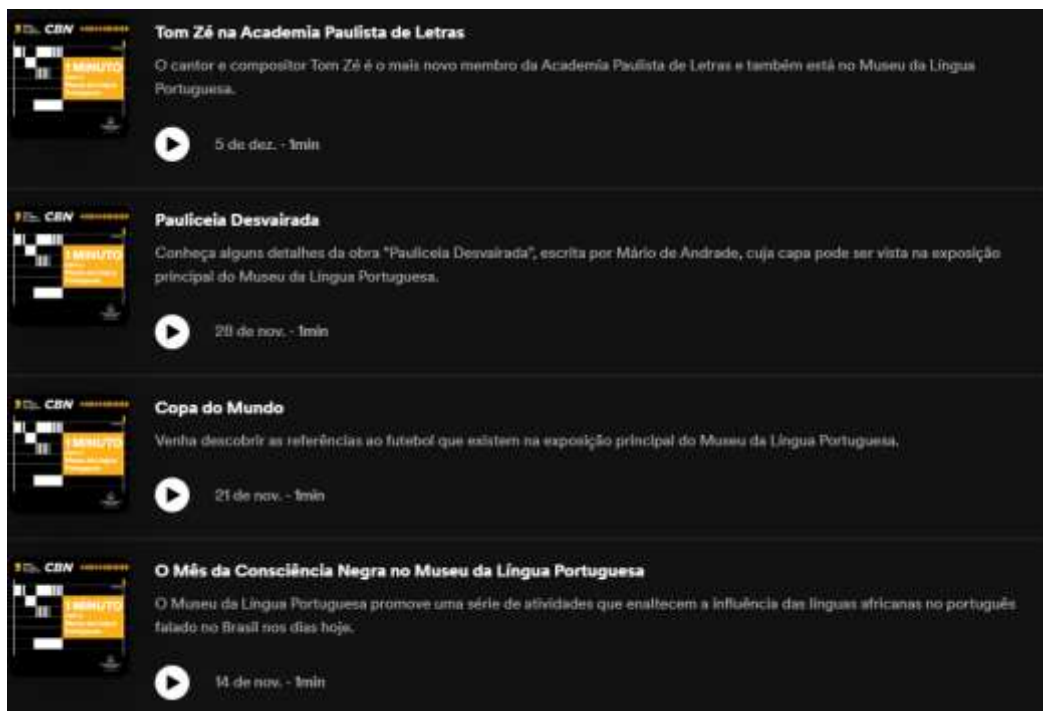 CBN
1 MINUTO
Tom Zé na Academia Paulista de Letras
O cantor e compositor Tom Zé é o mais novo membro da Academia Paulista de Letras e também está no Museu da Língua
Portuguesa.
5 de dez. - 1min
CBN
1 MINUTO
Pauliceia Desvairada
Conheça alguns detalhes da obra "Pauliceia Desvairada", escrita por Mário de Andrade, cuja capa pode ser vista na exposição
principal do Museu da Língua Portuguesa.
28 de nov. - 1min
CBN
1 MINUTO
Copa do Mundo
Venha descobrir as referências ao futebol que existem na exposição principal do Museu da Língua Portuguesa.
21 de nov. - 1min
CBN
1 MINUTO
O Mês da Consciência Negra no Museu da Língua Portuguesa
O Museu da Língua Portuguesa promove uma série de atividades que enaltecem a influência das línguas africanas no português
falado no Brasil nos dias hoje.
14 de nov. - 1min